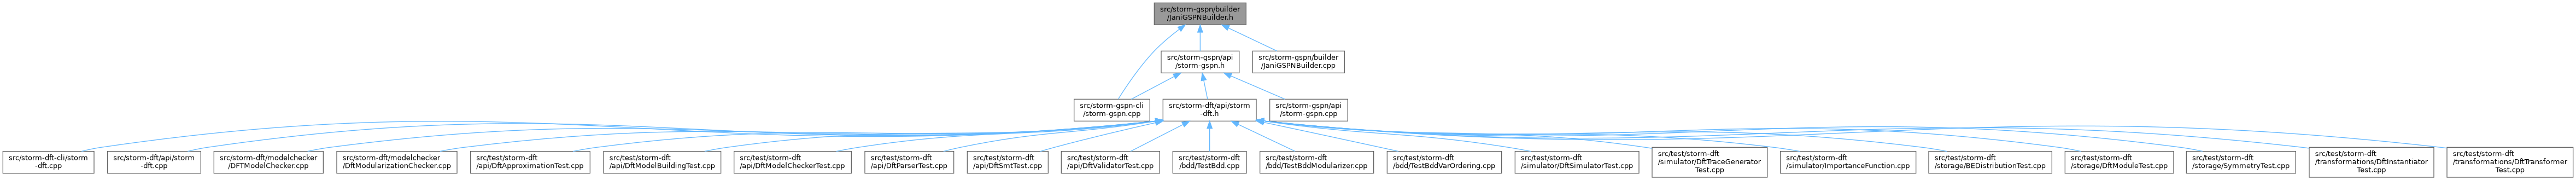 src/storm-gspn/builder
/JaniGSPNBuilder.h
src/storm-gspn/api
/storm-gspn.h
src/storm-gspn/builder
/JaniGSPNBuilder.cpp
src/storm-gspn-cli
/storm-gspn.cpp
src/storm-dft/api/storm
-dft.h
src/storm-gspn/api
/storm-gspn.cpp
src/storm-dft-cli/storm
-dft.cpp
src/storm-dft/api/storm
-dft.cpp
src/storm-dft/modelchecker
/DFTModelChecker.cpp
src/storm-dft/modelchecker
/DftModularizationChecker.cpp
src/test/storm-dft
/api/DftApproximationTest.cpp
src/test/storm-dft
/api/DftModelBuildingTest.cpp
src/test/storm-dft
/api/DftModelCheckerTest.cpp
src/test/storm-dft
/api/DftParserTest.cpp
src/test/storm-dft
/api/DftSmtTest.cpp
src/test/storm-dft
/api/DftValidatorTest.cpp
src/test/storm-dft
/bdd/TestBdd.cpp
src/test/storm-dft
/bdd/TestBddModularizer.cpp
src/test/storm-dft
/bdd/TestBddVarOrdering.cpp
src/test/storm-dft
/simulator/DftSimulatorTest.cpp
src/test/storm-dft
/simulator/DftTraceGenerator
Test.cpp
src/test/storm-dft
/simulator/ImportanceFunction.cpp
src/test/storm-dft
/storage/BEDistributionTest.cpp
src/test/storm-dft
/storage/DftModuleTest.cpp
src/test/storm-dft
/storage/SymmetryTest.cpp
src/test/storm-dft
/transformations/DftInstantiator
Test.cpp
src/test/storm-dft
/transformations/DftTransformer
Test.cpp